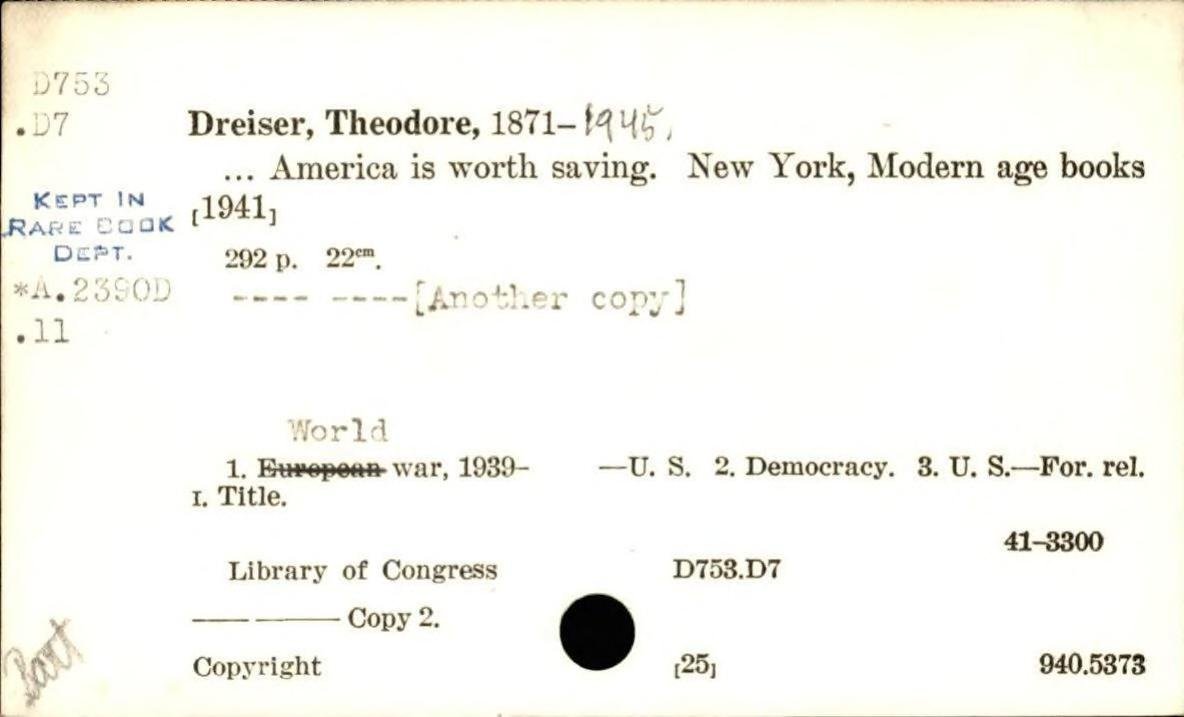 D753
.D7 Dreiser, Theodore, 1871–1945,
... America is worth saving. New York, Modern age books
KEPT IN [1941]
RARE BOOK
DEPT. 292 p. 22cm.
*A.2390D ---- ----[Another copy]
.11
World
1. European war, 1939– —U. S. 2. Democracy. 3. U. S.—For. rel.
I. Title.
41–3300
Library of Congress D753.D7
—— ——— Copy 2.
Copyright [25] 940.5373